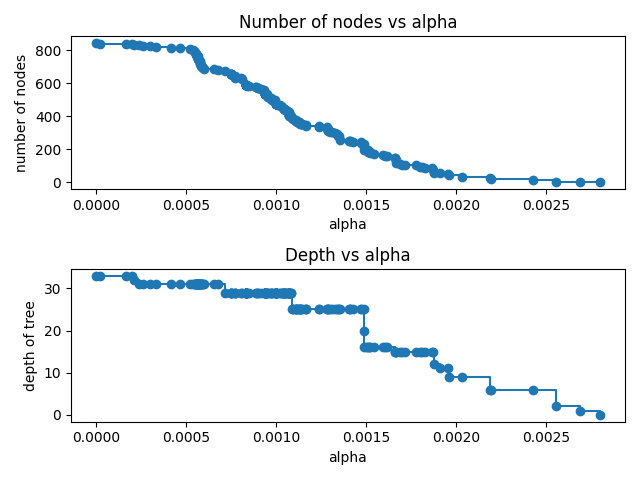 Number of nodes vs alpha
number of nodes
800
600
400
200
0
0.0000 0.0005 0.0010 0.0015 0.0020 0.0025
alpha
Depth vs alpha
depth of tree
30
20
10
0
0.0000 0.0005 0.0010 0.0015 0.0020 0.0025
alpha